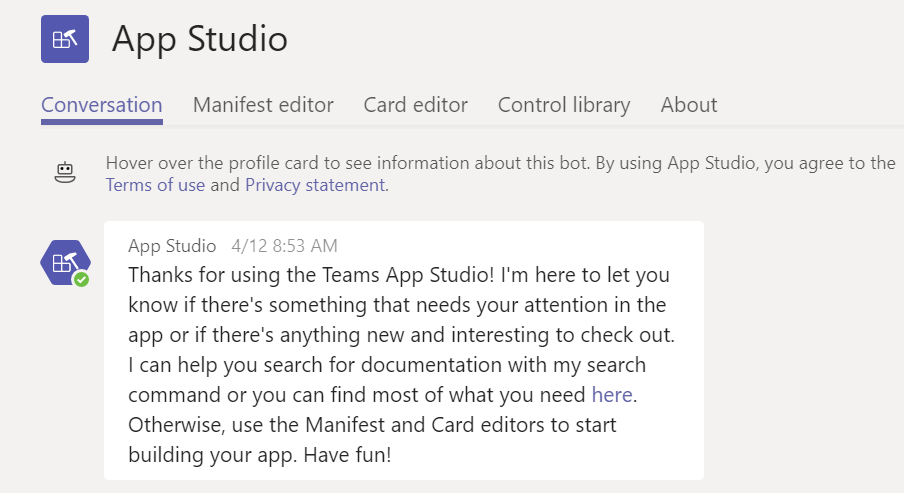 App Studio
Conversation Manifest editor Card editor Control library About
Hover over the profile card to see information about this bot. By using App Studio, you agree to the
Terms of use and Privacy statement.
App Studio 4/12 8:53 AM
Thanks for using the Teams App Studio! I'm here to let you
know if there's something that needs your attention in the
app or if there's anything new and interesting to check out.
I can help you search for documentation with my search
command or you can find most of what you need here.
Otherwise, use the Manifest and Card editors to start
building your app. Have fun!